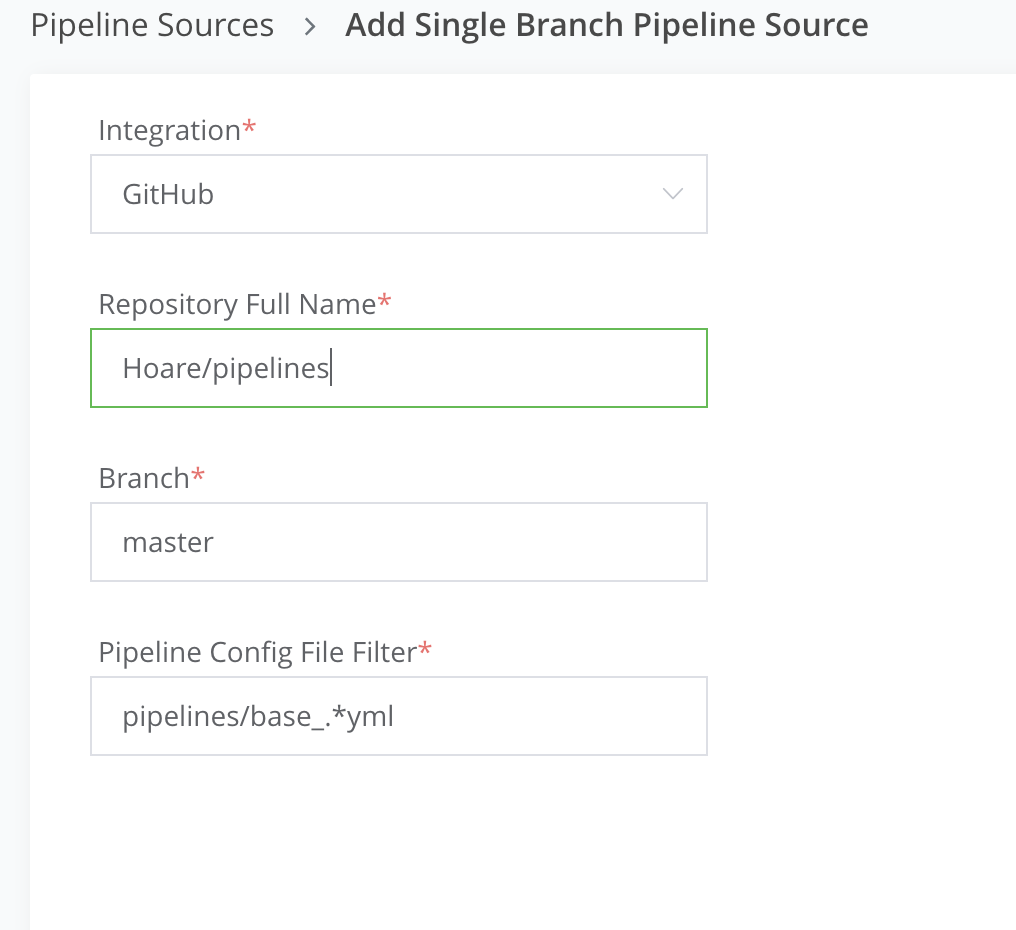 Pipeline Sources > Add Single Branch Pipeline Source
Integration*
GitHub
Repository Full Name*
Hoare/pipelines
Branch*
master
Pipeline Config File Filter*
pipelines/base_.*yml